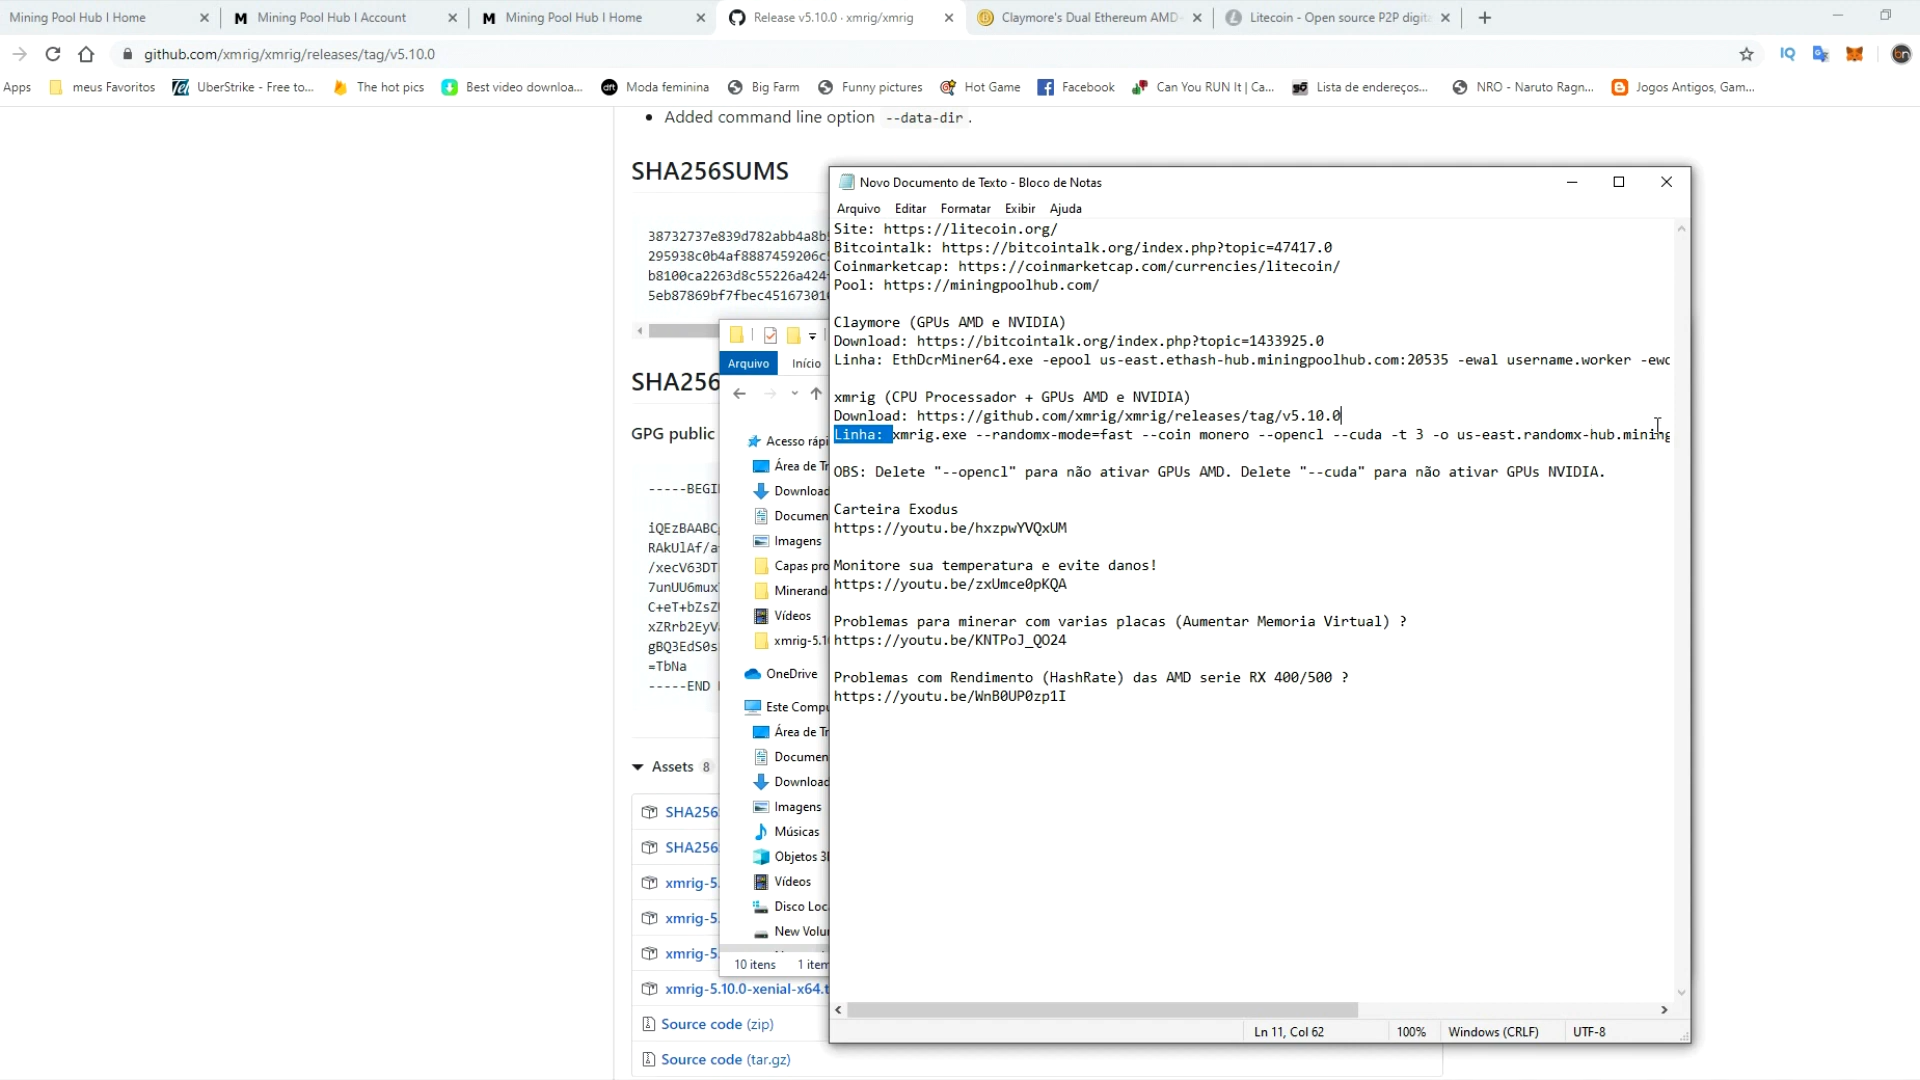 Mining Pool Hub I Home
Mining Pool Hub I Account
Mining Pool Hub I Home
Release v5.10.0 · xmrig/xmrig
Claymore's Dual Ethereum AMD
Litecoin - Open source P2P digit
github.com/xmrig/xmrig/releases/tag/v5.10.0
Apps
meus Favoritos
UberStrike - Free to...
The hot pics
Best video downloa...
Moda feminina
Big Farm
Funny pictures
Hot Game
Facebook
Can You RUN It | Ca...
Lista de endereços...
NRO - Naruto Ragn...
Jogos Antigos, Gam...
Added command line option --data-dir.
SHA256SUMS
38732737e839d782abb4a8b
295938c0b4af8887459206c
b8100ca2263d8c55226a424
5eb87869bf7fbec45167301
SHA256
GPG public
-----BEGI
iQEzBAABC
RAkUlAf/a
/xecV63DT
7unUU6mux
C+eT+bZsZ
xZRrb2EyV
gBQ3EdS0s
=TbNa
-----END
Assets 8
SHA256
SHA256
xmrig-5.
xmrig-5.
xmrig-5.
xmrig-5.10.0-xenial-x64.t
Source code (zip)
Source code (tar.gz)
Arquivo
Início
Acesso rápi
Área de Tr
Download
Documen
Imagens
Capas pro
Minerand
Vídeos
xmrig-5.1
OneDrive
Este Compu
Área de Tr
Documen
Download
Imagens
Músicas
Objetos 3
Vídeos
Disco Loc
New Volu
10 itens
1 item
Novo Documento de Texto - Bloco de Notas
Arquivo Editar Formatar Exibir Ajuda
Site: https://litecoin.org/
Bitcointalk: https://bitcointalk.org/index.php?topic=47417.0
Coinmarketcap: https://coinmarketcap.com/currencies/litecoin/
Pool: https://miningpoolhub.com/
Claymore (GPUs AMD e NVIDIA)
Download: https://bitcointalk.org/index.php?topic=1433925.0
Linha: EthDcrMiner64.exe -epool us-east.ethash-hub.miningpoolhub.com:20535 -ewal username.worker -ewo
xmrig (CPU Processador + GPUs AMD e NVIDIA)
Download: https://github.com/xmrig/xmrig/releases/tag/v5.10.0
Linha: xmrig.exe --randomx-mode=fast --coin monero --opencl --cuda -t 3 -o us-east.randomx-hub.mining
OBS: Delete "--opencl" para não ativar GPUs AMD. Delete "--cuda" para não ativar GPUs NVIDIA.
Carteira Exodus
https://youtu.be/hxzpwYVQxUM
Monitore sua temperatura e evite danos!
https://youtu.be/zxUmce0pKQA
Problemas para minerar com varias placas (Aumentar Memoria Virtual) ?
https://youtu.be/KNTPoJ_QO24
Problemas com Rendimento (HashRate) das AMD serie RX 400/500 ?
https://youtu.be/WnB0UP0zp1I
Ln 11, Col 62
100%
Windows (CRLF)
UTF-8